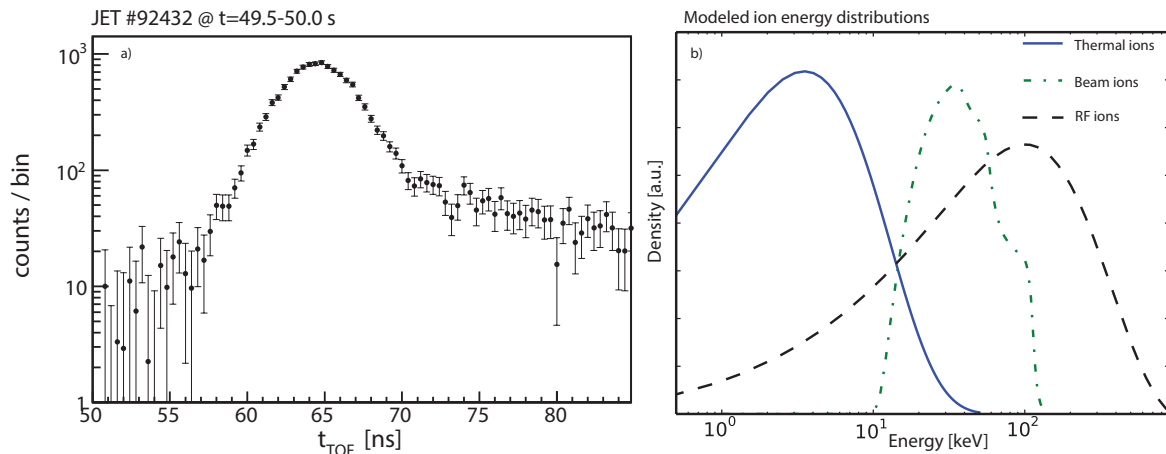 JET #92432 @ t=49.5-50.0 s
a)
counts / bin
10³
10²
10
1
50 55 60 65 70 75 80
t_TOF [ns]
Modeled ion energy distributions
b)
Thermal ions
Beam ions
RF ions
Density [a.u.]
10⁰ 10¹ 10²
Energy [keV]